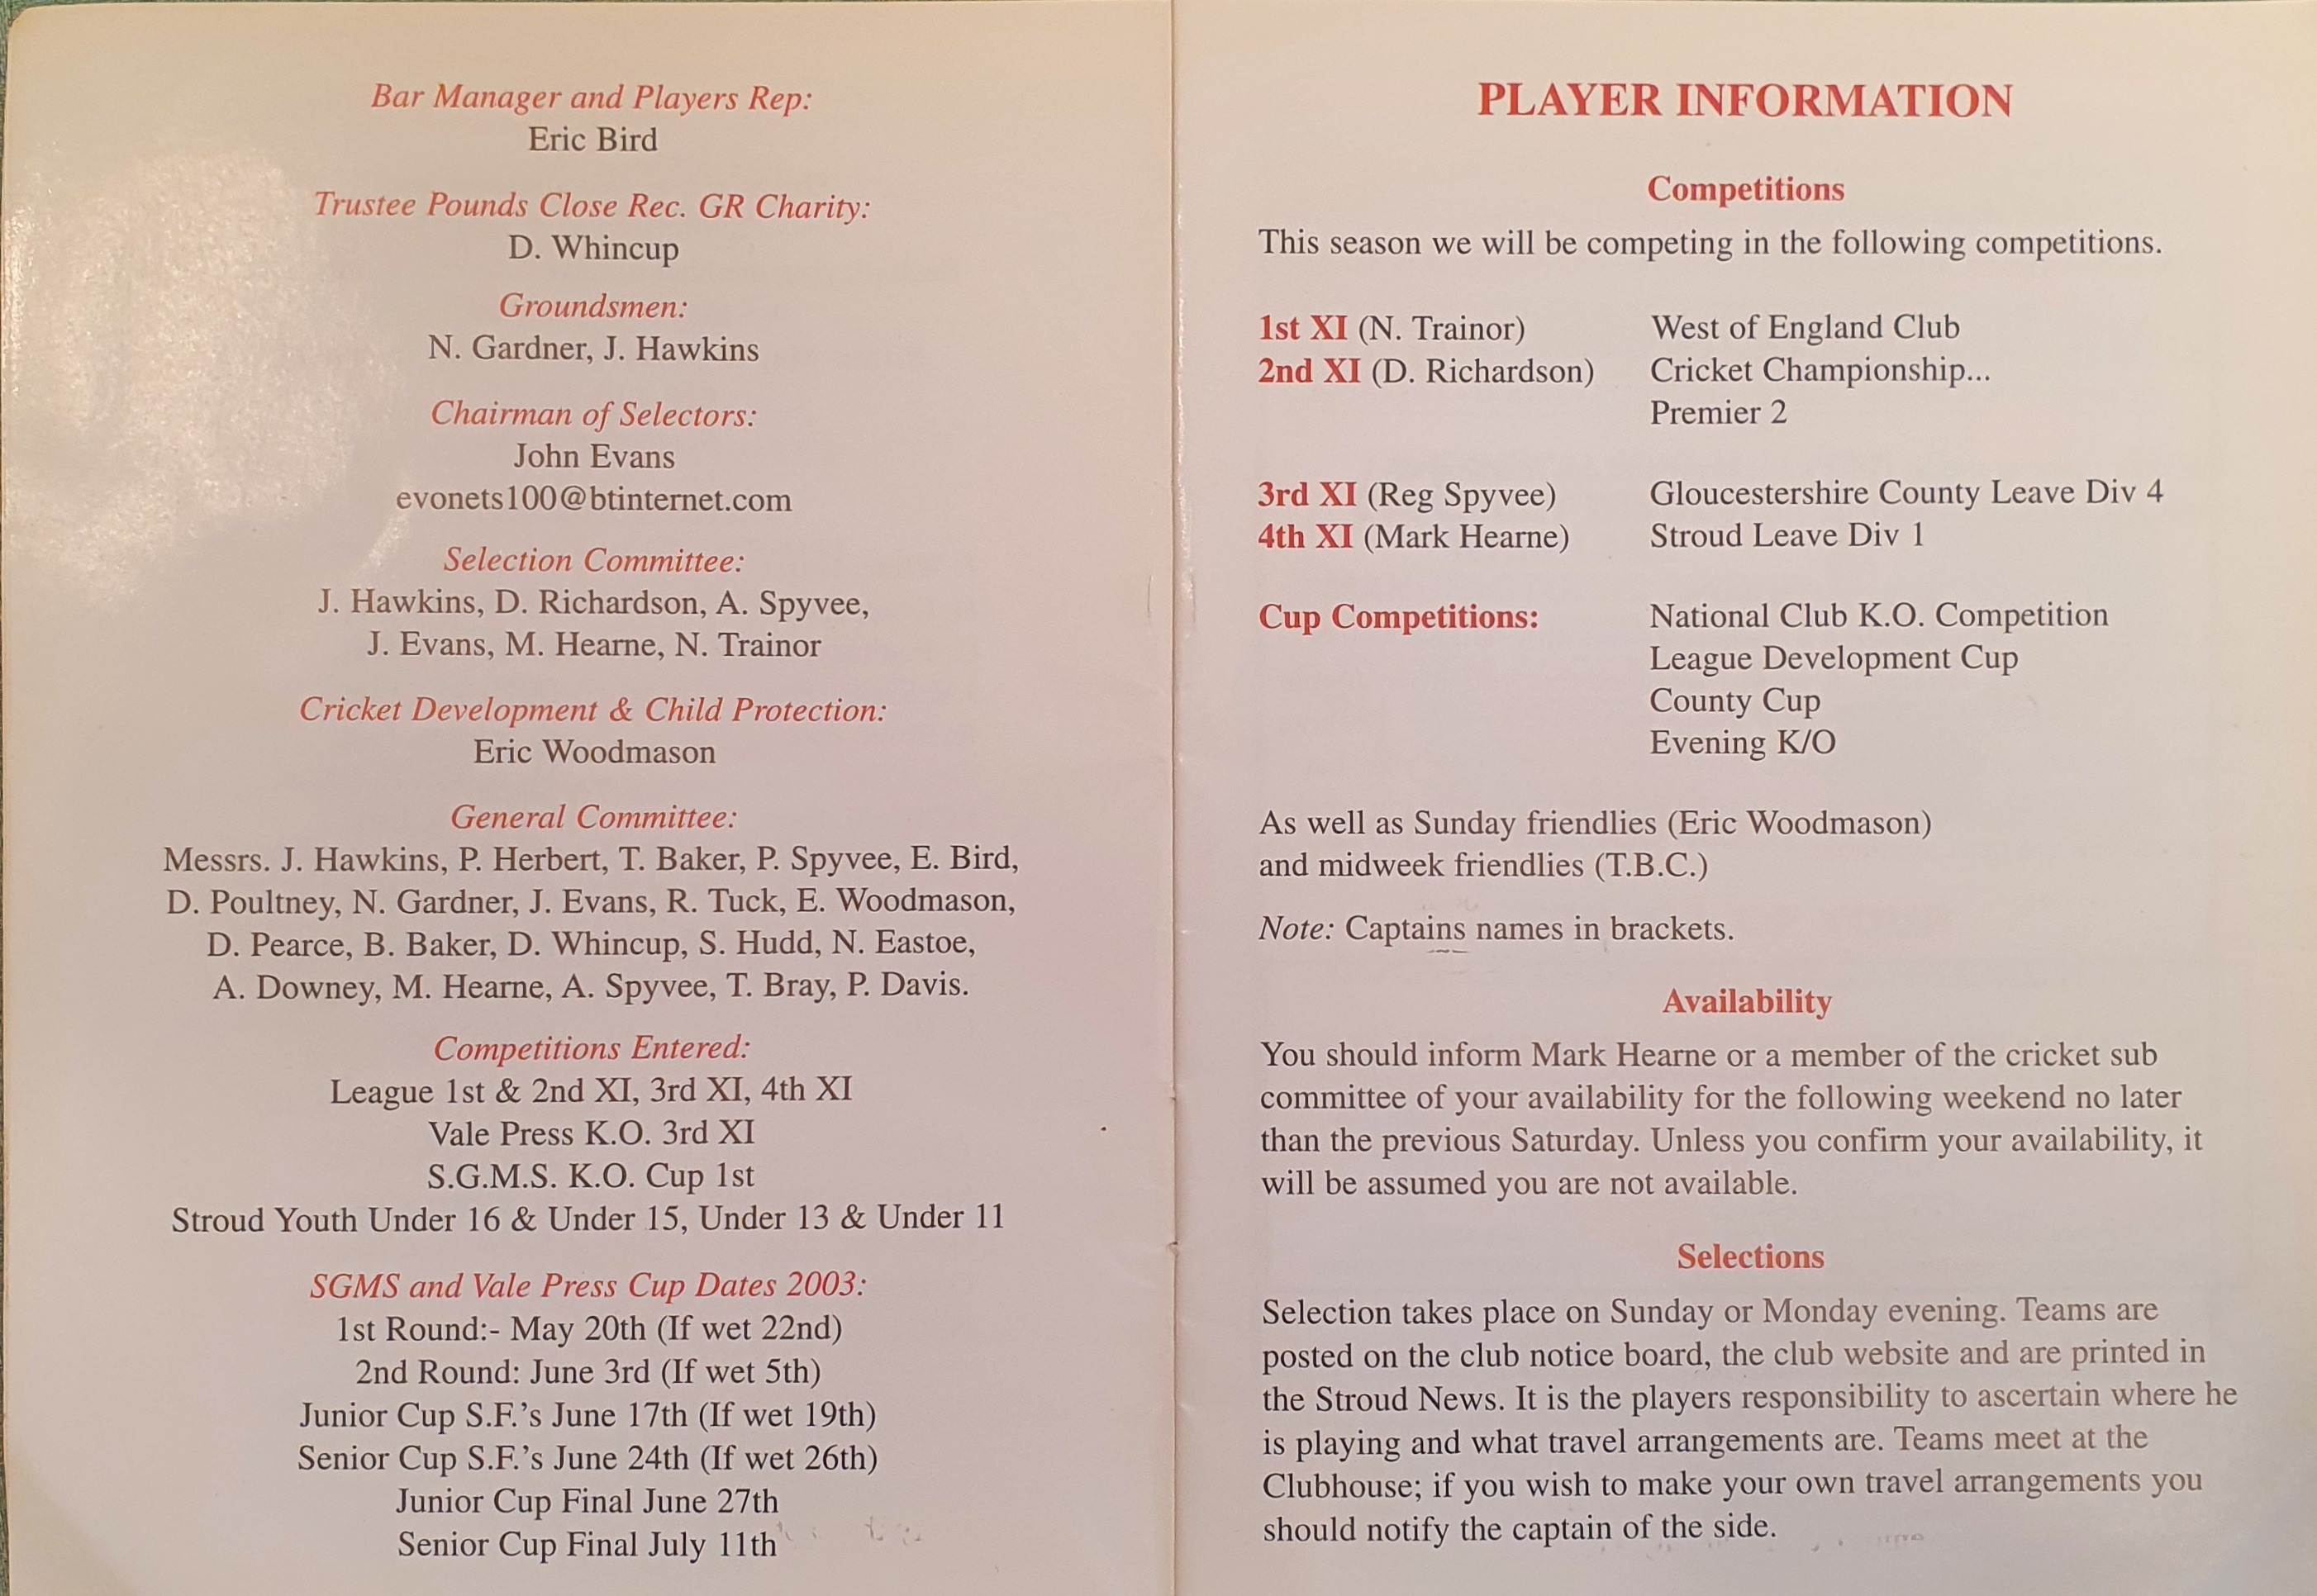 Bar Manager and Players Rep:
Eric Bird
Trustee Pounds Close Rec. GR Charity:
D. Whincup
Groundsmen:
N. Gardner, J. Hawkins
Chairman of Selectors:
John Evans
evonets100@btinternet.com
Selection Committee:
J. Hawkins, D. Richardson, A. Spyvee,
J. Evans, M. Hearne, N. Trainor
Cricket Development & Child Protection:
Eric Woodmason
General Committee:
Messrs. J. Hawkins, P. Herbert, T. Baker, P. Spyvee, E. Bird,
D. Poultney, N. Gardner, J. Evans, R. Tuck, E. Woodmason,
D. Pearce, B. Baker, D. Whincup, S. Hudd, N. Eastoe,
A. Downey, M. Hearne, A. Spyvee, T. Bray, P. Davis.
Competitions Entered:
League 1st & 2nd XI, 3rd XI, 4th XI
Vale Press K.O. 3rd XI
S.G.M.S. K.O. Cup 1st
Stroud Youth Under 16 & Under 15, Under 13 & Under 11
SGMS and Vale Press Cup Dates 2003:
1st Round:- May 20th (If wet 22nd)
2nd Round: June 3rd (If wet 5th)
Junior Cup S.F.'s June 17th (If wet 19th)
Senior Cup S.F.'s June 24th (If wet 26th)
Junior Cup Final June 27th
Senior Cup Final July 11th
PLAYER INFORMATION
Competitions
This season we will be competing in the following competitions.
1st XI (N. Trainor) West of England Club
2nd XI (D. Richardson) Cricket Championship...
Premier 2
3rd XI (Reg Spyvee) Gloucestershire County Leave Div 4
4th XI (Mark Hearne) Stroud Leave Div 1
Cup Competitions: National Club K.O. Competition
League Development Cup
County Cup
Evening K/O
As well as Sunday friendlies (Eric Woodmason)
and midweek friendlies (T.B.C.)
Note: Captains names in brackets.
Availability
You should inform Mark Hearne or a member of the cricket sub
committee of your availability for the following weekend no later
than the previous Saturday. Unless you confirm your availability, it
will be assumed you are not available.
Selections
Selection takes place on Sunday or Monday evening. Teams are
posted on the club notice board, the club website and are printed in
the Stroud News. It is the players responsibility to ascertain where he
is playing and what travel arrangements are. Teams meet at the
Clubhouse; if you wish to make your own travel arrangements you
should notify the captain of the side.